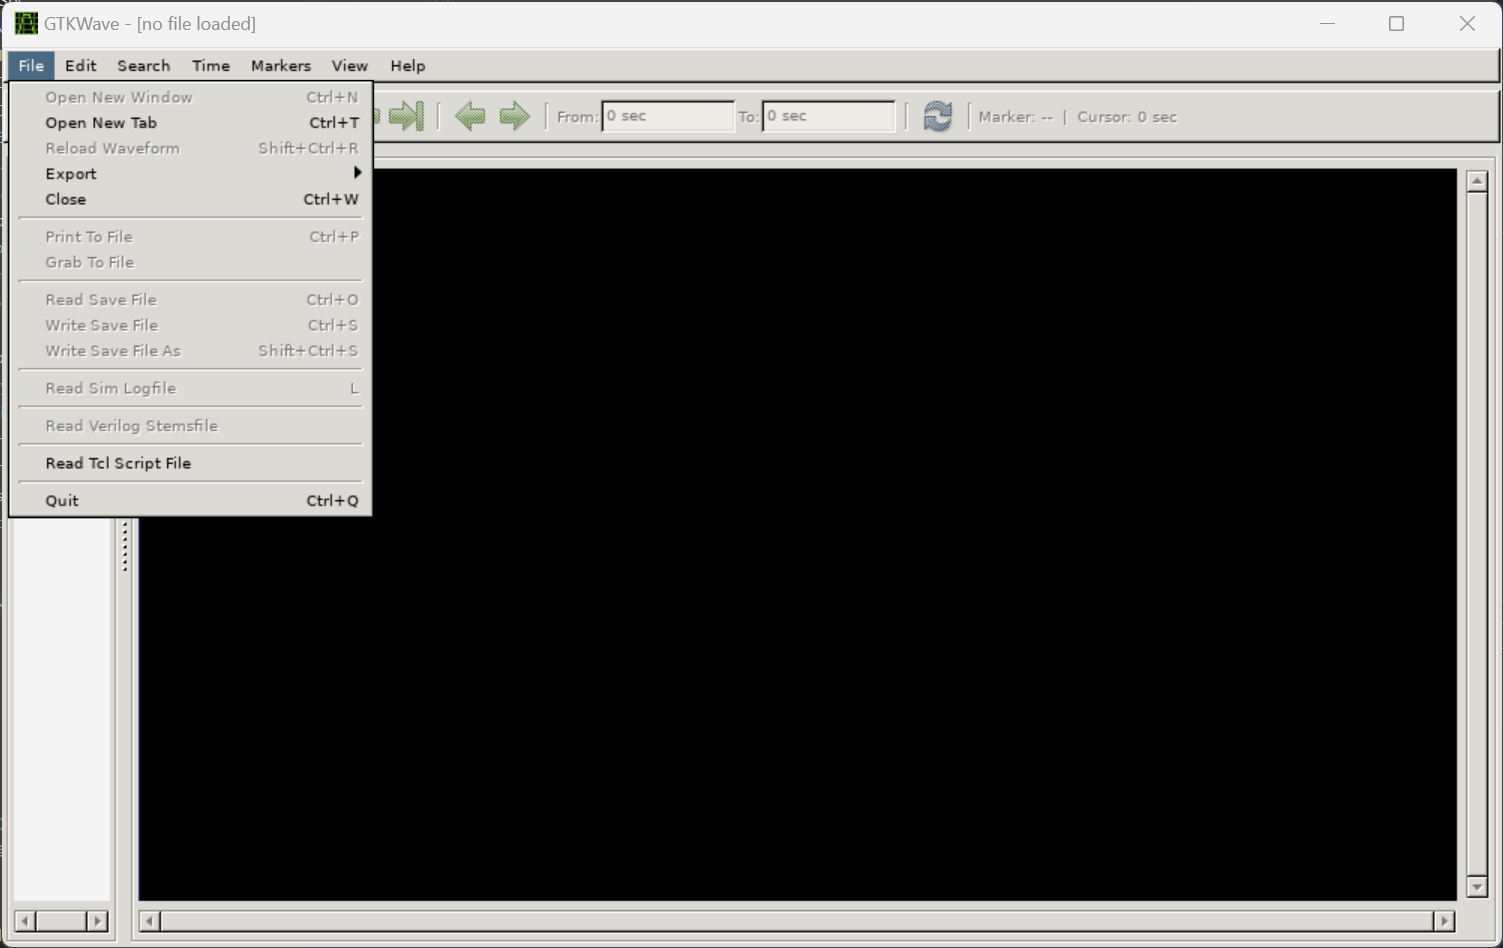 GTKWave - [no file loaded]
File Edit Search Time Markers View Help
From: 0 sec To: 0 sec Marker: -- | Cursor: 0 sec
Open New Window Ctrl+N
Open New Tab Ctrl+T
Reload Waveform Shift+Ctrl+R
Export
Close Ctrl+W
Print To File Ctrl+P
Grab To File
Read Save File Ctrl+O
Write Save File Ctrl+S
Write Save File As Shift+Ctrl+S
Read Sim Logfile L
Read Verilog Stemsfile
Read Tcl Script File
Quit Ctrl+Q